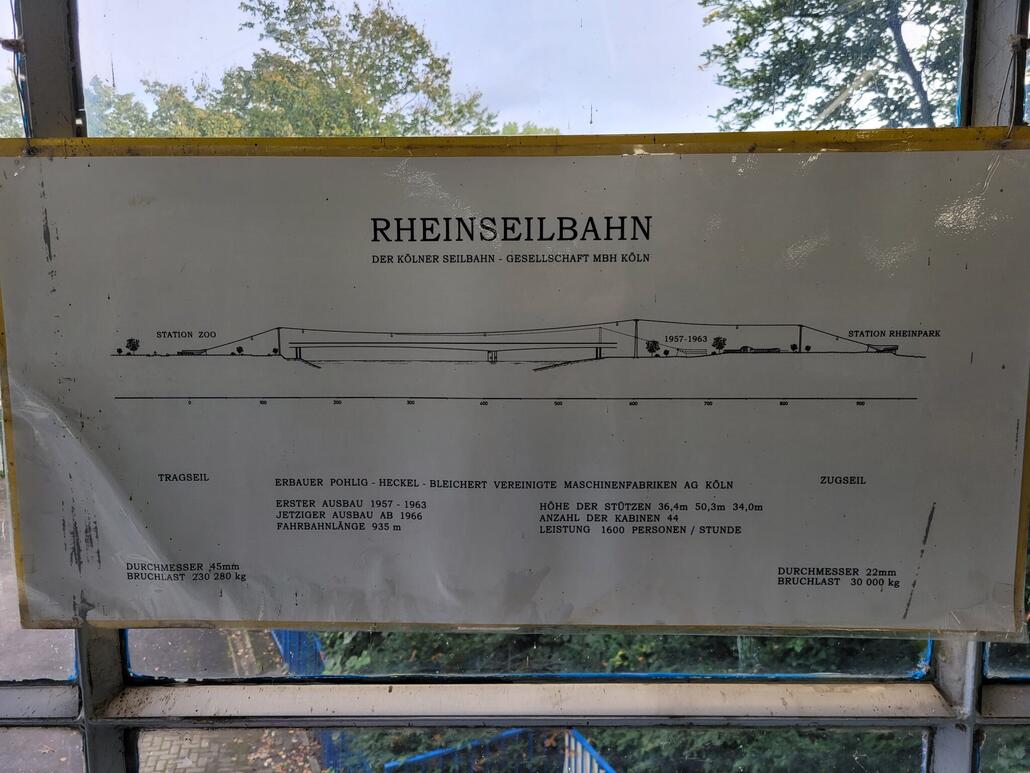 RHEINSEILBAHN
DER KÖLNER SEILBAHN - GESELLSCHAFT MBH KÖLN
STATION ZOO
1957-1963
STATION RHEINPARK
0 100 200 300 400 500 600 700 800 900
TRAGSEIL
ERBAUER POHLIG - HECKEL - BLEICHERT VEREINIGTE MASCHINENFABRIKEN AG KÖLN
ZUGSEIL
ERSTER AUSBAU 1957 - 1963
JETZIGER AUSBAU AB 1966
FAHRBAHNLÄNGE 935 m
HÖHE DER STÜTZEN 36,4m 50,3m 34,0m
ANZAHL DER KABINEN 44
LEISTUNG 1600 PERSONEN / STUNDE
DURCHMESSER 45mm
BRUCHLAST 230 280 kg
DURCHMESSER 22mm
BRUCHLAST 30 000 kg